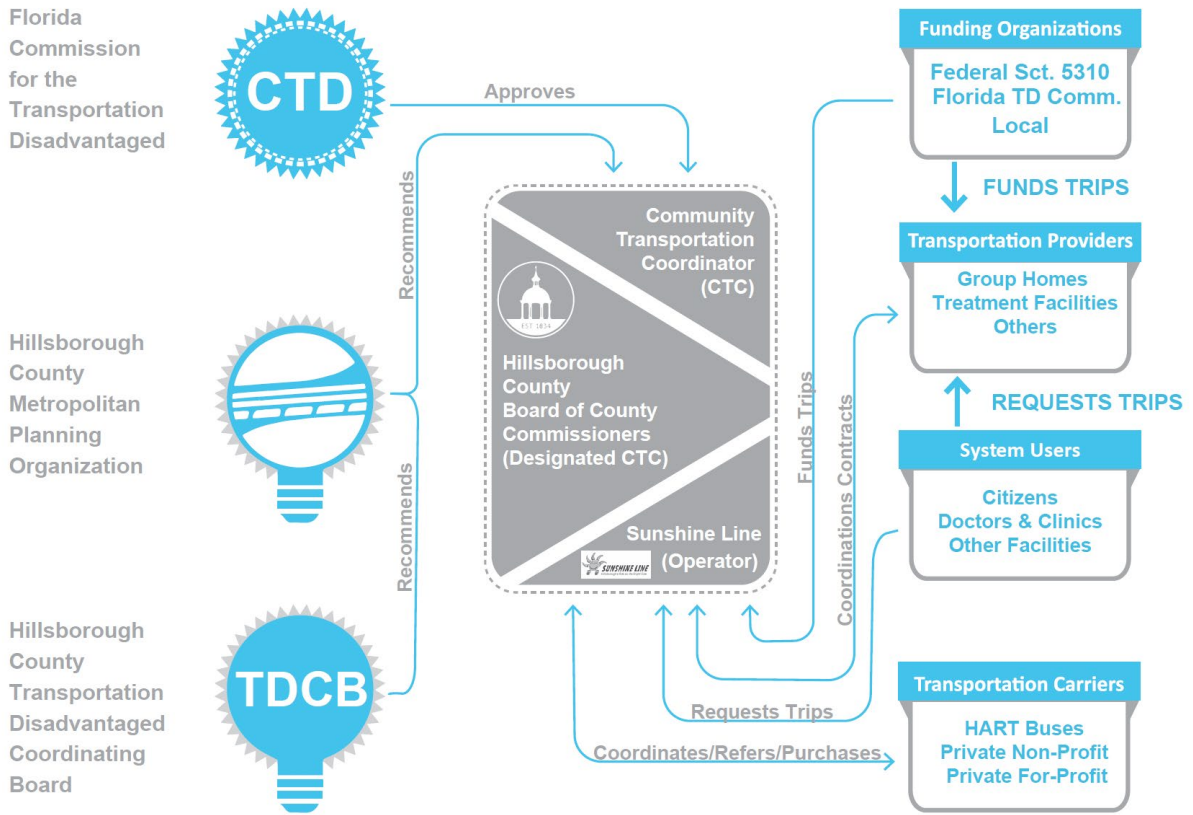 Florida
Commission
for the
Transportation
Disadvantaged
CTD
Approves
Recommends
Hillsborough
County
Metropolitan
Planning
Organization
Recommends
Hillsborough
County
Transportation
Disadvantaged
Coordinating
Board
TDCB
Community
Transportation
Coordinator
(CTC)
EST 1834
Hillsborough
County
Board of County
Commissioners
(Designated CTC)
Sunshine Line
(Operator)
SUNSHINE LINE
Funds Trips
Coordinations Contracts
Requests Trips
Coordinates/Refers/Purchases
Funding Organizations
Federal Sct. 5310
Florida TD Comm.
Local
FUNDS TRIPS
Transportation Providers
Group Homes
Treatment Facilities
Others
REQUESTS TRIPS
System Users
Citizens
Doctors & Clinics
Other Facilities
Transportation Carriers
HART Buses
Private Non-Profit
Private For-Profit